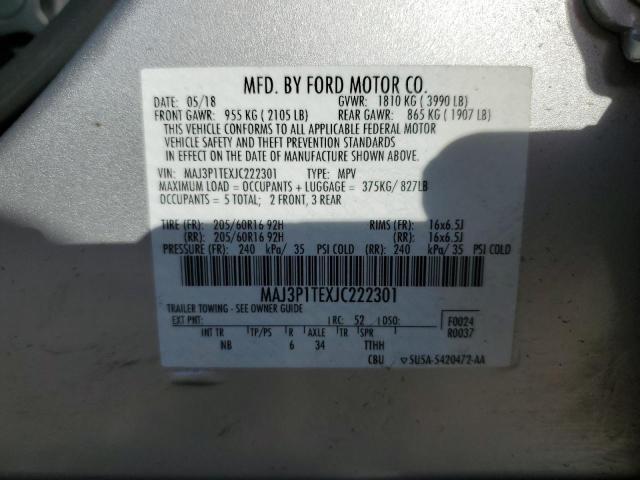 MFD. BY FORD MOTOR CO.
DATE: 05/18 GVWR: 1810 KG ( 3990 LB)
FRONT GAWR: 955 KG ( 2105 LB) REAR GAWR: 865 KG ( 1907 LB)
THIS VEHICLE CONFORMS TO ALL APPLICABLE FEDERAL MOTOR
VEHICLE SAFETY AND THEFT PREVENTION STANDARDS
IN EFFECT ON THE DATE OF MANUFACTURE SHOWN ABOVE.
VIN: MAJ3P1TEXJC222301 TYPE: MPV
MAXIMUM LOAD = OCCUPANTS + LUGGAGE = 375KG/ 827LB
OCCUPANTS = 5 TOTAL; 2 FRONT, 3 REAR
TIRE (FR): 205/60R16 92H RIMS (FR): 16x6.5J
(RR): 205/60R16 92H (RR): 16x6.5J
PRESSURE (FR): 240 kPa/ 35 PSI COLD (RR): 240 kPa/ 35 PSI COLD
MAJ3P1TEXJC222301
TRAILER TOWING - SEE OWNER GUIDE
EXT PNT: RC: 52 DSO: F0024
R0037
INT TR TP/PS R AXLE TR SPR
NB 6 34 TTHH
CBU SU5A-5420472-AA